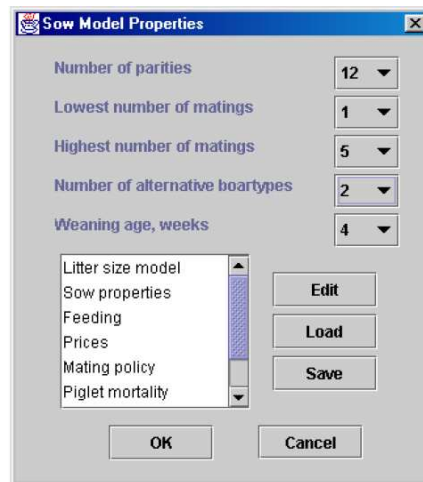 Sow Model Properties
Number of parities 12
Lowest number of matings 1
Highest number of matings 5
Number of alternative boartypes 2
Weaning age, weeks 4
Litter size model
Sow properties
Feeding
Prices
Mating policy
Piglet mortality
Edit
Load
Save
OK Cancel